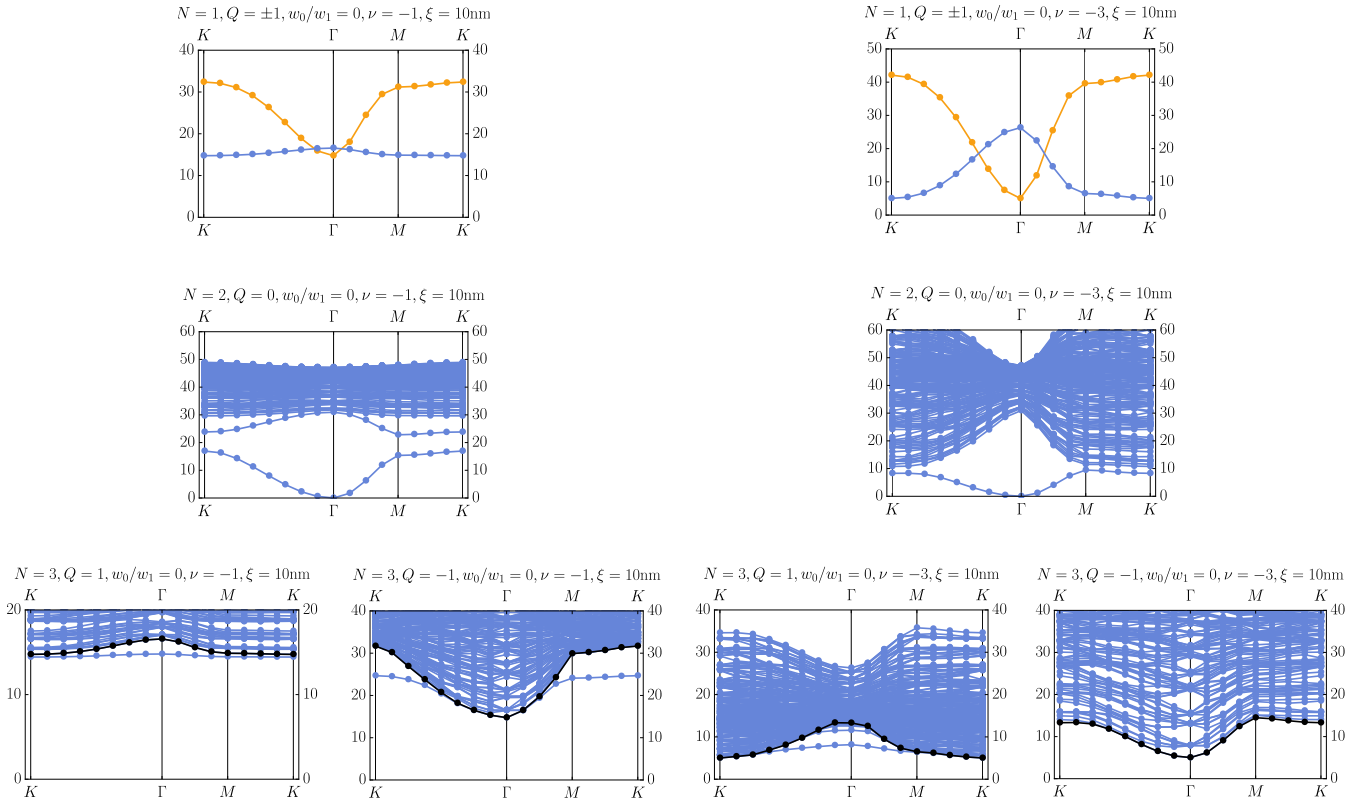 N = 1, Q = ±1, w₀/w₁ = 0, ν = −1, ξ = 10nm
K Γ M K
40 40
30 30
20 20
10 10
0 0
K Γ M K
N = 1, Q = ±1, w₀/w₁ = 0, ν = −3, ξ = 10nm
K Γ M K
50 50
40 40
30 30
20 20
10 10
0 0
K Γ M K
N = 2, Q = 0, w₀/w₁ = 0, ν = −1, ξ = 10nm
K Γ M K
60 60
50 50
40 40
30 30
20 20
10 10
0 0
K Γ M K
N = 2, Q = 0, w₀/w₁ = 0, ν = −3, ξ = 10nm
K Γ M K
60 60
50 50
40 40
30 30
20 20
10 10
0 0
K Γ M K
N = 3, Q = 1, w₀/w₁ = 0, ν = −1, ξ = 10nm
K Γ M K
20 20
10 10
0 0
K Γ M K
N = 3, Q = −1, w₀/w₁ = 0, ν = −1, ξ = 10nm
K Γ M K
40 40
30 30
20 20
10 10
0 0
K Γ M K
N = 3, Q = 1, w₀/w₁ = 0, ν = −3, ξ = 10nm
K Γ M K
40 40
30 30
20 20
10 10
0 0
K Γ M K
N = 3, Q = −1, w₀/w₁ = 0, ν = −3, ξ = 10nm
K Γ M K
40 40
30 30
20 20
10 10
0 0
K Γ M K